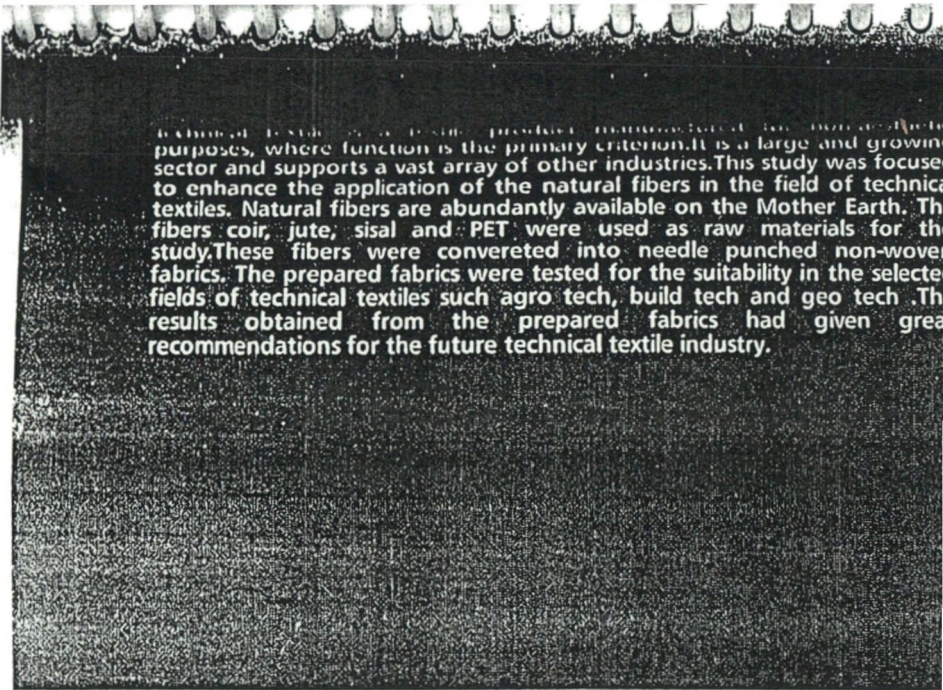 purposes, where function is the primary criterion.It is a large and growin
sector and supports a vast array of other industries.This study was focuse
to enhance the application of the natural fibers in the field of technica
textiles. Natural fibers are abundantly available on the Mother Earth. Th
fibers coir, jute, sisal and PET were used as raw materials for the
study.These fibers were convereted into needle punched non-wove
fabrics. The prepared fabrics were tested for the suitability in the selecte
fields of technical textiles such agro tech, build tech and geo tech .Th
results obtained from the prepared fabrics had given grea
recommendations for the future technical textile industry.